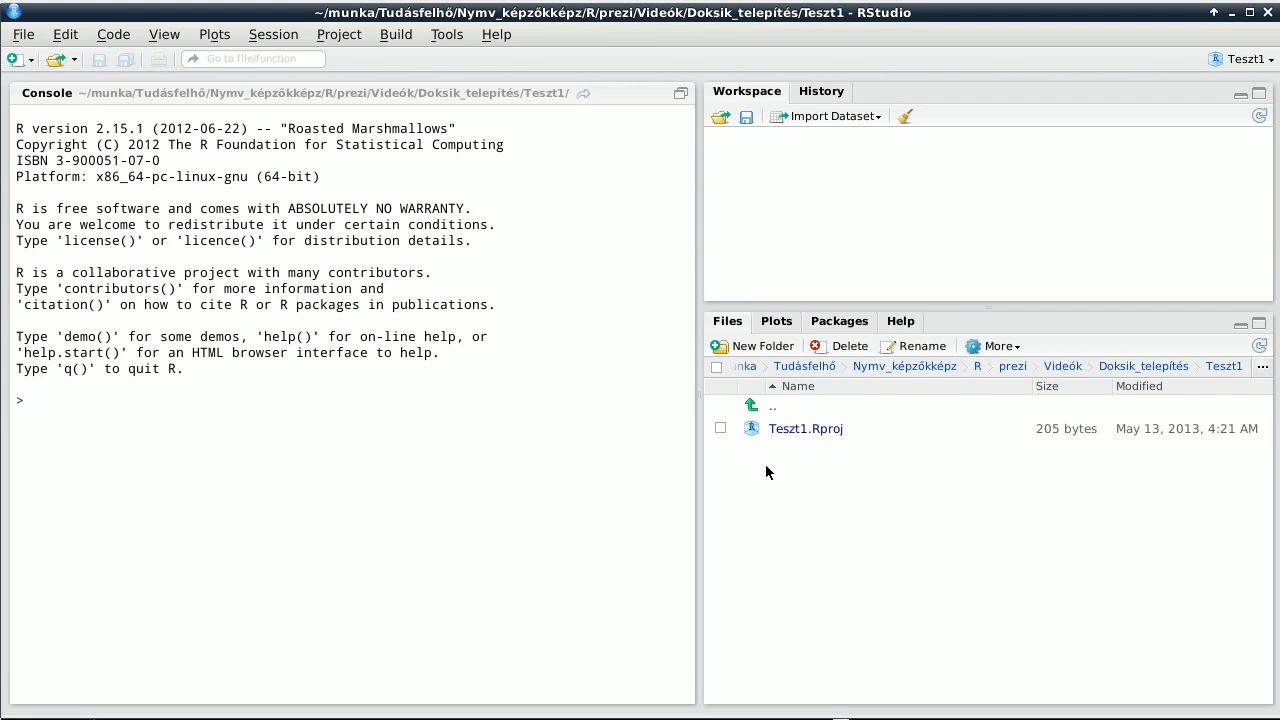 ~/munka/Tudásfelhő/Nymv_képzőkképz/R/prezi/Videók/Doksik_telepítés/Teszt1 - RStudio
File Edit Code View Plots Session Project Build Tools Help
Go to file/function
Teszt1
Console ~/munka/Tudásfelhő/Nymv_képzőkképz/R/prezi/Videók/Doksik_telepítés/Teszt1/
R version 2.15.1 (2012-06-22) -- "Roasted Marshmallows"
Copyright (C) 2012 The R Foundation for Statistical Computing
ISBN 3-900051-07-0
Platform: x86_64-pc-linux-gnu (64-bit)
R is free software and comes with ABSOLUTELY NO WARRANTY.
You are welcome to redistribute it under certain conditions.
Type 'license()' or 'licence()' for distribution details.
R is a collaborative project with many contributors.
Type 'contributors()' for more information and
'citation()' on how to cite R or R packages in publications.
Type 'demo()' for some demos, 'help()' for on-line help, or
'help.start()' for an HTML browser interface to help.
Type 'q()' to quit R.
>
Workspace History
Import Dataset
Files Plots Packages Help
New Folder Delete Rename More
unka Tudásfelhő Nymv_képzőkképz R prezi Videók Doksik_telepítés Teszt1 ...
Name Size Modified
..
Teszt1.Rproj 205 bytes May 13, 2013, 4:21 AM